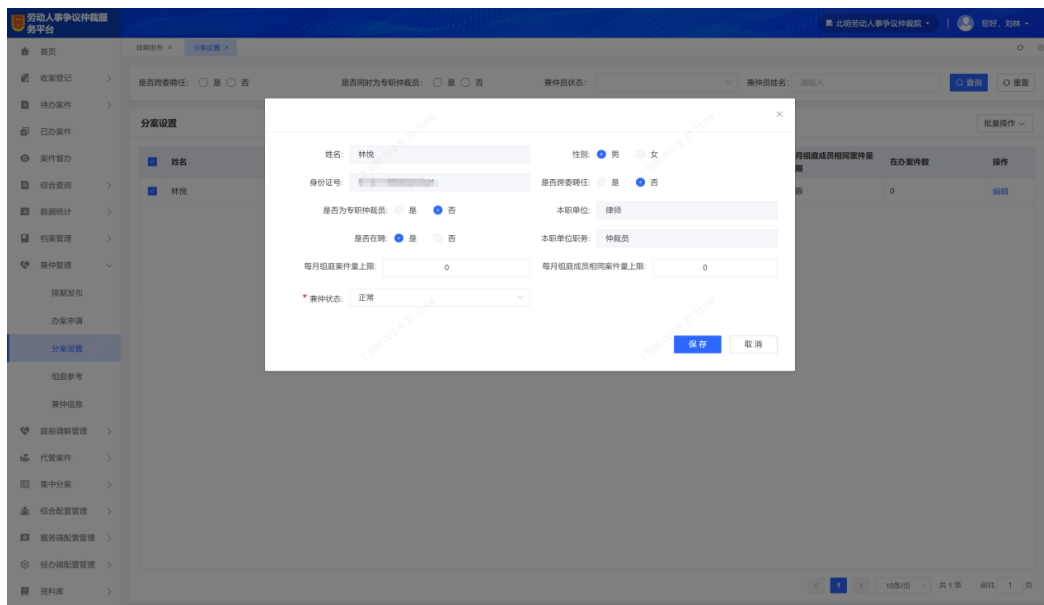 劳动人事争议仲裁服
务平台
北明劳动人事争议仲裁院
您好，刘林
首页
收案登记
待办案件
已办案件
案件督办
综合查询
数据统计
档案管理
兼仲管理
排期发布
办案申请
分案设置
组庭参考
兼仲信息
庭前调解管理
代管案件
集中分案
综合配置管理
服务端配置管理
经办端配置管理
资料库
排期发布 ×
分案设置 ×
是否跨委聘任: 是 否
是否同时为专职仲裁员: 是 否
兼仲员状态:
兼仲员姓名: 请输入
查询
重置
分案设置
批量操作
姓名
月组庭成员相同案件量
限
在办案件数
操作
林悦
限
0
编辑
姓名: 林悦
性别: 男 女
身份证号:
是否跨委聘任: 是 否
是否为专职仲裁员: 是 否
本职单位: 律师
是否在聘: 是 否
本职单位职务: 仲裁员
每月组庭案件量上限: 0
每月组庭成员相同案件量上限: 0
* 兼仲状态: 正常
保存
取消
1
10条/页
共 1 条
前往 1 页